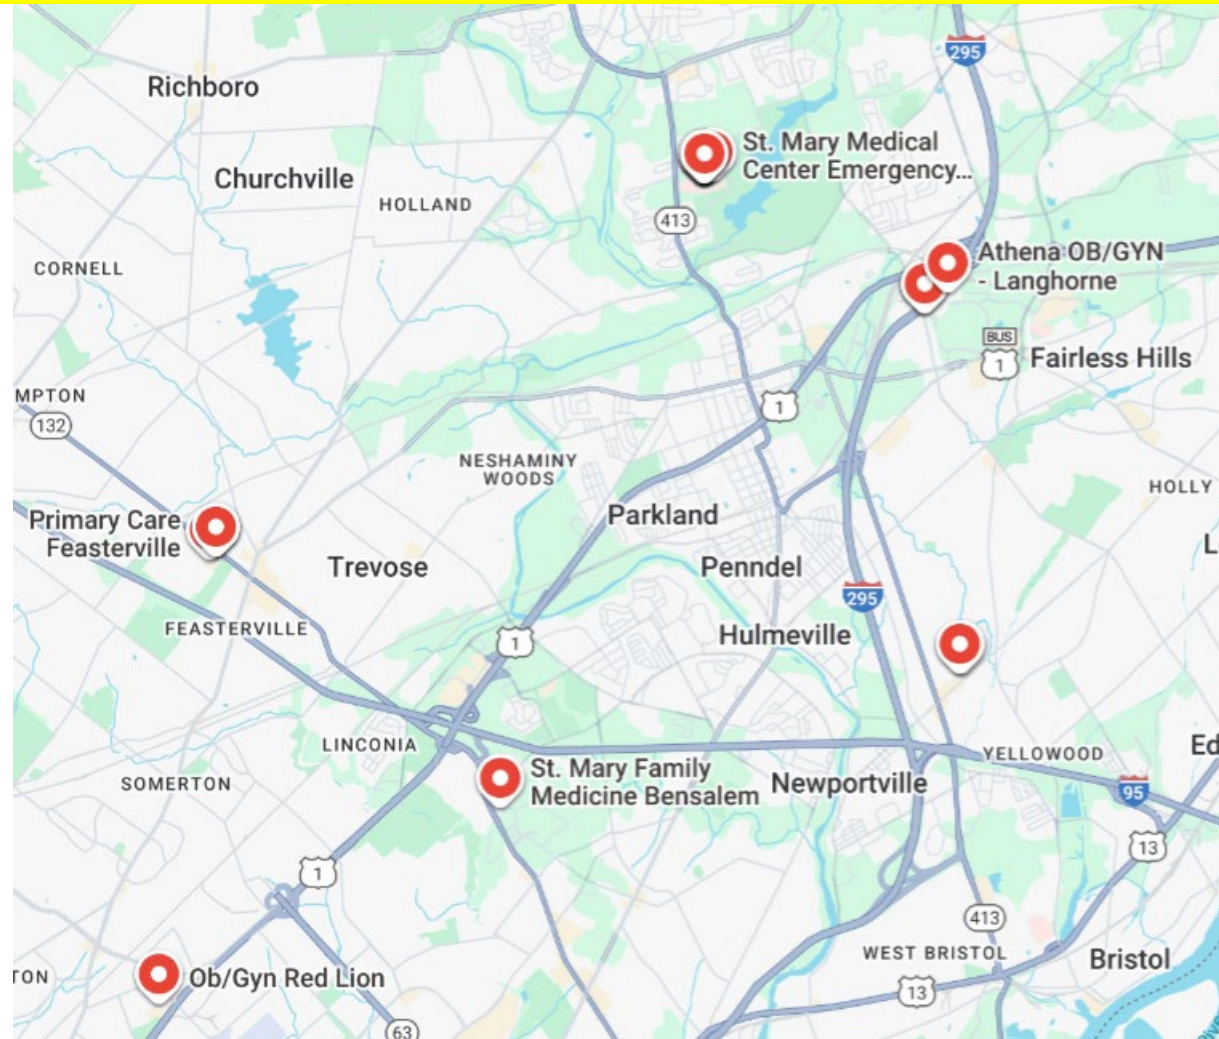 295
Richboro
St. Mary Medical
Center Emergency...
Churchville
HOLLAND
413
Athena OB/GYN
- Langhorne
CORNELL
BUS
1
Fairless Hills
MPTON
132
1
NESHAMINY
WOODS
HOLLY
Parkland
Primary Care
Feasterville
L
Trevose
Penndel
295
FEASTERVILLE
1
Hulmeville
LINCONIA
YELLOWOOD
Ed
St. Mary Family
Medicine Bensalem
SOMERTON
Newportville
95
13
1
413
WEST BRISTOL
Bristol
TON
Ob/Gyn Red Lion
13
63